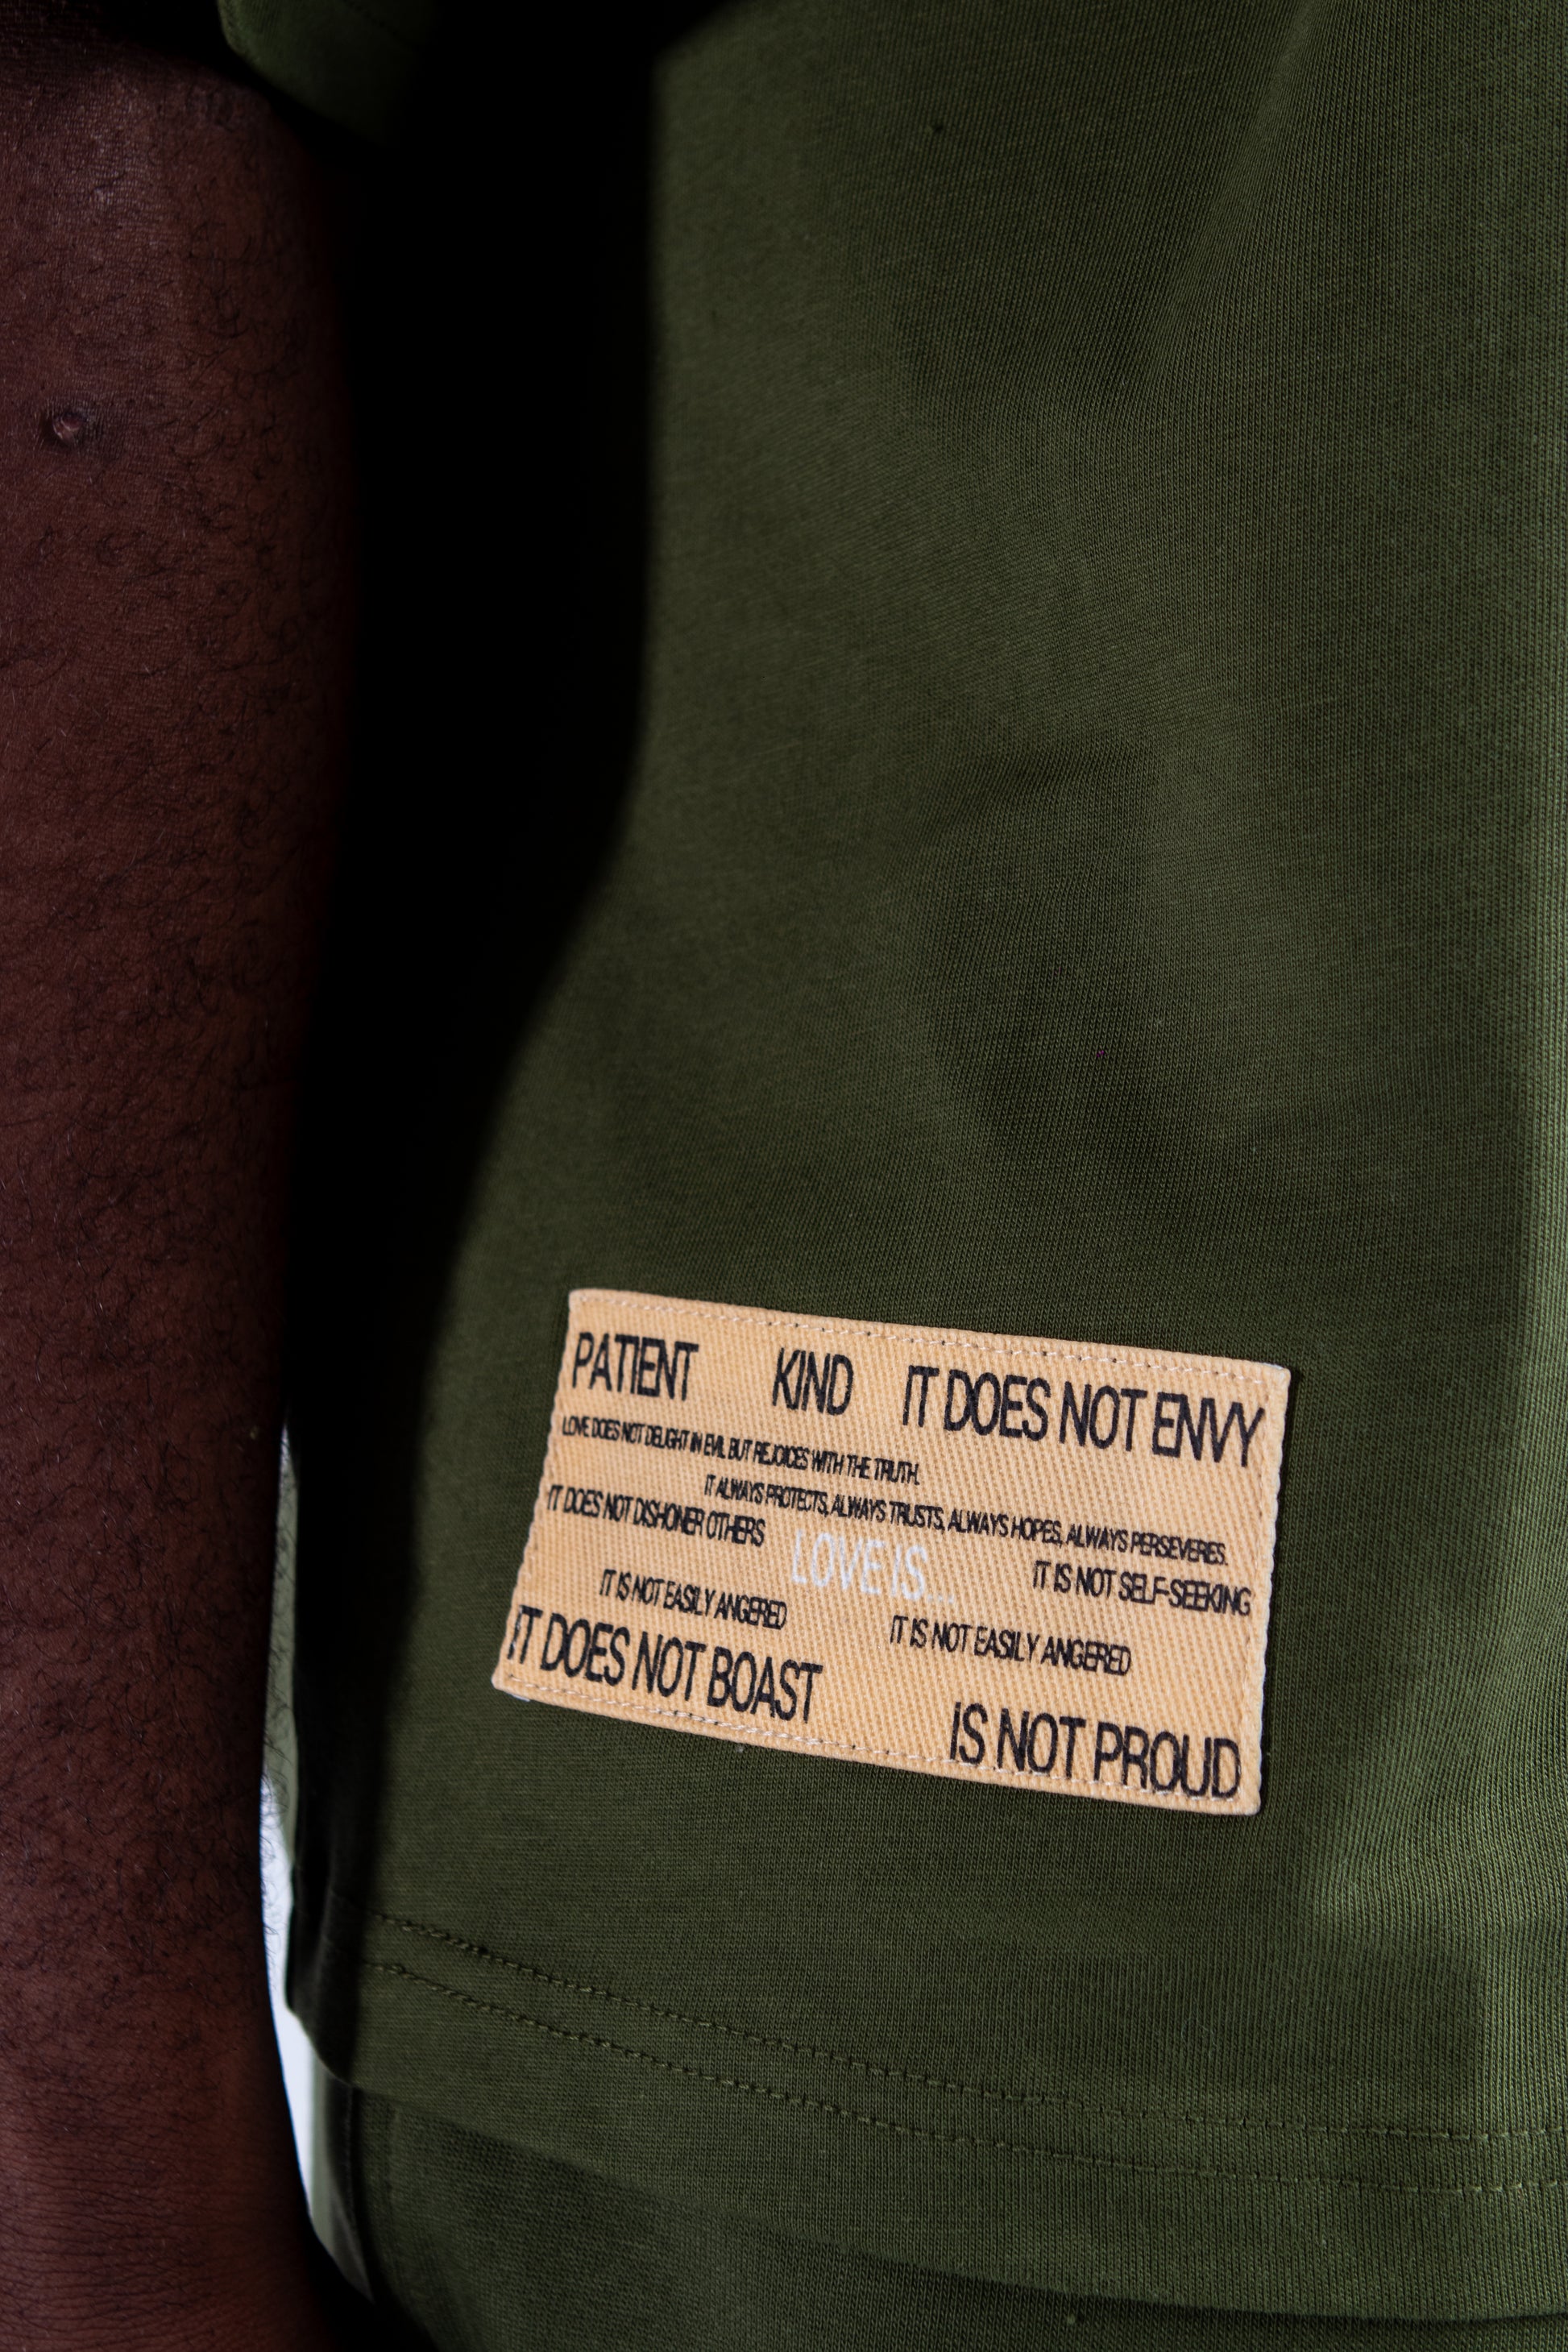 PATIENT KIND IT DOES NOT ENVY
LOVE DOES NOT DELIGHT IN EVIL BUT REJOICES WITH THE TRUTH.
IT ALWAYS PROTECTS, ALWAYS TRUSTS, ALWAYS HOPES, ALWAYS PERSEVERES.
IT DOES NOT DISHONER OTHERS
LOVE IS...
IT IS NOT SELF-SEEKING
IT IS NOT EASILY ANGERED
IT IS NOT EASILY ANGERED
IT DOES NOT BOAST
IS NOT PROUD